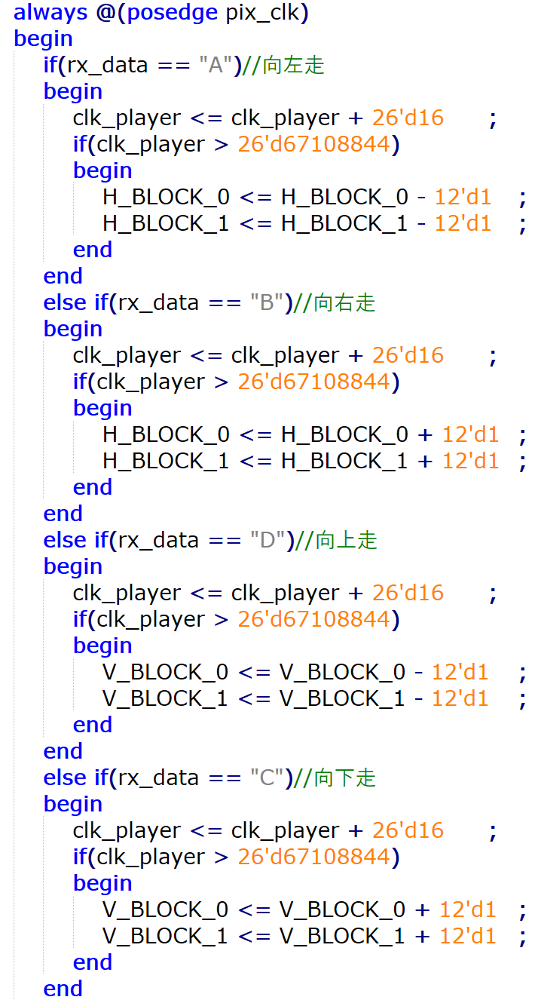 always @(posedge pix_clk)
begin
if(rx_data == "A")//向左走
begin
clk_player <= clk_player + 26'd16 ;
if(clk_player > 26'd67108844)
begin
H_BLOCK_0 <= H_BLOCK_0 - 12'd1 ;
H_BLOCK_1 <= H_BLOCK_1 - 12'd1 ;
end
end
else if(rx_data == "B")//向右走
begin
clk_player <= clk_player + 26'd16 ;
if(clk_player > 26'd67108844)
begin
H_BLOCK_0 <= H_BLOCK_0 + 12'd1 ;
H_BLOCK_1 <= H_BLOCK_1 + 12'd1 ;
end
end
else if(rx_data == "D")//向上走
begin
clk_player <= clk_player + 26'd16 ;
if(clk_player > 26'd67108844)
begin
V_BLOCK_0 <= V_BLOCK_0 - 12'd1 ;
V_BLOCK_1 <= V_BLOCK_1 - 12'd1 ;
end
end
else if(rx_data == "C")//向下走
begin
clk_player <= clk_player + 26'd16 ;
if(clk_player > 26'd67108844)
begin
V_BLOCK_0 <= V_BLOCK_0 + 12'd1 ;
V_BLOCK_1 <= V_BLOCK_1 + 12'd1 ;
end
end